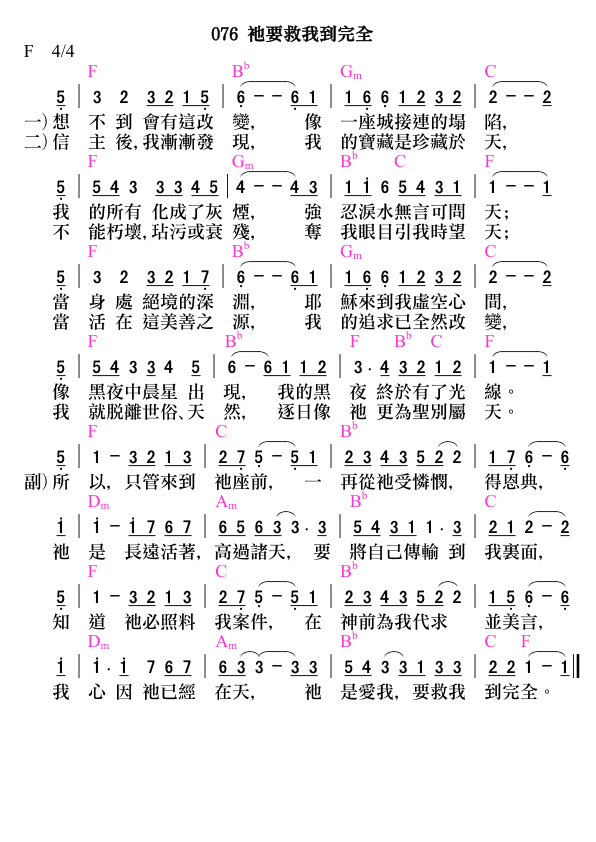 076 祂要救我到完全
F 4/4
F B♭ Gm C
5̣ | 3 2 3 2 1 5̣ | 6̣ - - 6̣ 1 | 1 6̣ 6̣ 1 2 3 2 | 2 - - 2
一)想 不 到 會有這改 變, 像 一座城接連的塌 陷,
二)信 主 後,我漸漸發 現, 我 的寶藏是珍藏於 天,
F Gm B♭ C F
5̣ | 5 4 3 3 3 4 5 | 4 - - 4 3 | 1 i 6 5 4 3 1 | 1 - - 1
我 的所有 化成了灰 煙, 強 忍淚水無言可問 天;
不 能朽壞,玷污或衰 殘, 奪 我眼目引我時望 天;
F B♭ Gm C
5̣ | 3 2 3 2 1 7̣ | 6̣ - - 6̣ 1 | 1 6̣ 6̣ 1 2 3 2 | 2 - - 2
當 身 處 絕境的深 淵, 耶 穌來到我虛空心 間,
當 活 在 這美善之 源, 我 的追求已全然改 變,
F B♭ F B♭ C F
5̣ | 5 4 3 3 4 5 | 6 - 6 1 1 2 | 3 . 4 3 2 1 2 | 1 - - 1
像 黑夜中晨星 出 現, 我的黑 夜 終於有了光 線。
我 就脫離世俗、天 然, 逐日像 祂 更為聖別屬 天。
F C B♭
5̣ | 1 - 3 2 1 3 | 2 7̣ 5̣ - 5̣ 1 | 2 3 4 3 5 2 2 | 1 7̣ 6̣ - 6̣
副)所 以, 只管來到 祂座前, 一 再從祂受憐憫, 得恩典,
Dm Am B♭ C
i | i - i 7 6 7 | 6 5 6 3 3 . 3 | 5 4 3 1 1 . 3 | 2 1 2 - 2
祂 是 長遠活著, 高過諸天, 要 將自己傳輸 到 我裏面,
F C B♭
5̣ | 1 - 3 2 1 3 | 2 7̣ 5̣ - 5̣ 1 | 2 3 4 3 5 2 2 | 1 5̣ 6̣ - 6̣
知 道 祂必照料 我案件, 在 神前為我代求 並美言,
Dm Am B♭ C F
i | i . i 7 6 7 | 6 3 3 - 3 3 | 5 4 3 3 1 3 3 | 2 2 1 - 1
我 心 因 祂已經 在天, 祂 是愛我, 要救我 到完全。